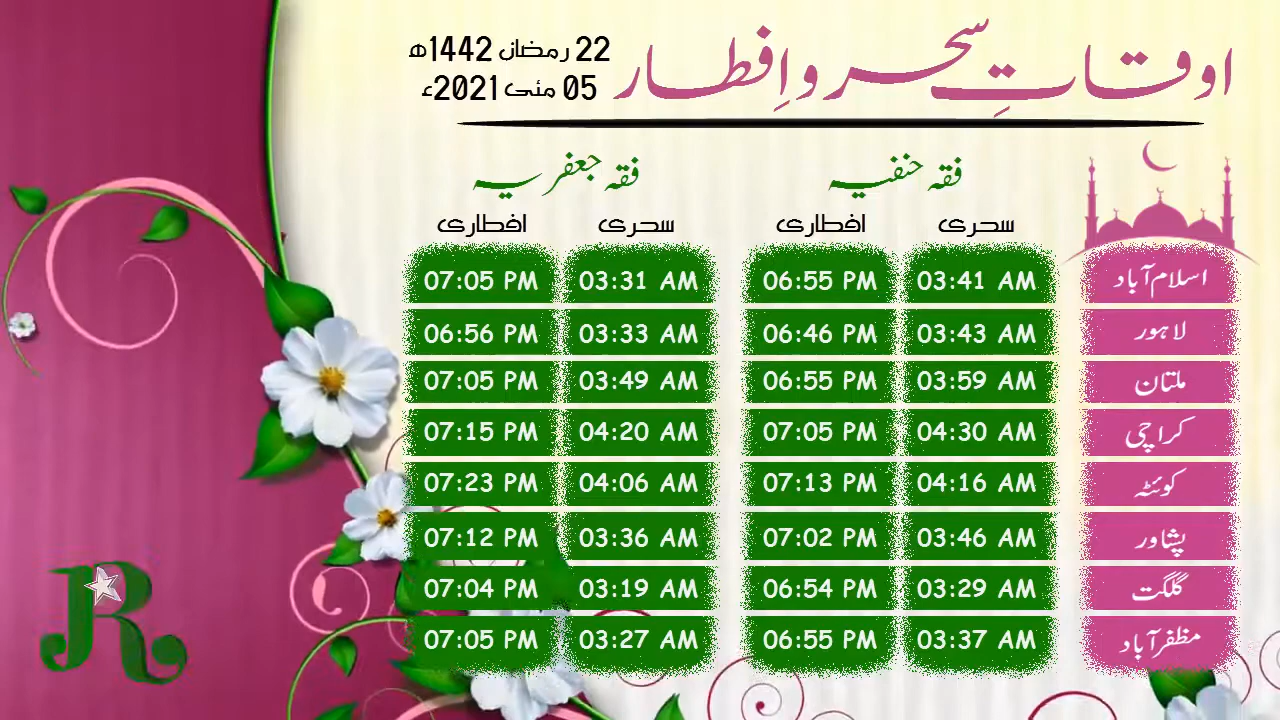 اوقاتِ سحر و اِفطار
22 رمضان 1442ھ
05 مئی 2021ء
فقہ حنفیہ فقہ جعفریہ
سحری افطاری سحری افطاری
اسلام آباد 03:41 AM 06:55 PM 03:31 AM 07:05 PM
لاہور 03:43 AM 06:46 PM 03:33 AM 06:56 PM
ملتان 03:59 AM 06:55 PM 03:49 AM 07:05 PM
کراچی 04:30 AM 07:05 PM 04:20 AM 07:15 PM
کوئٹہ 04:16 AM 07:13 PM 04:06 AM 07:23 PM
پشاور 03:46 AM 07:02 PM 03:36 AM 07:12 PM
گلگت 03:29 AM 06:54 PM 03:19 AM 07:04 PM
مظفرآباد 03:37 AM 06:55 PM 03:27 AM 07:05 PM
R